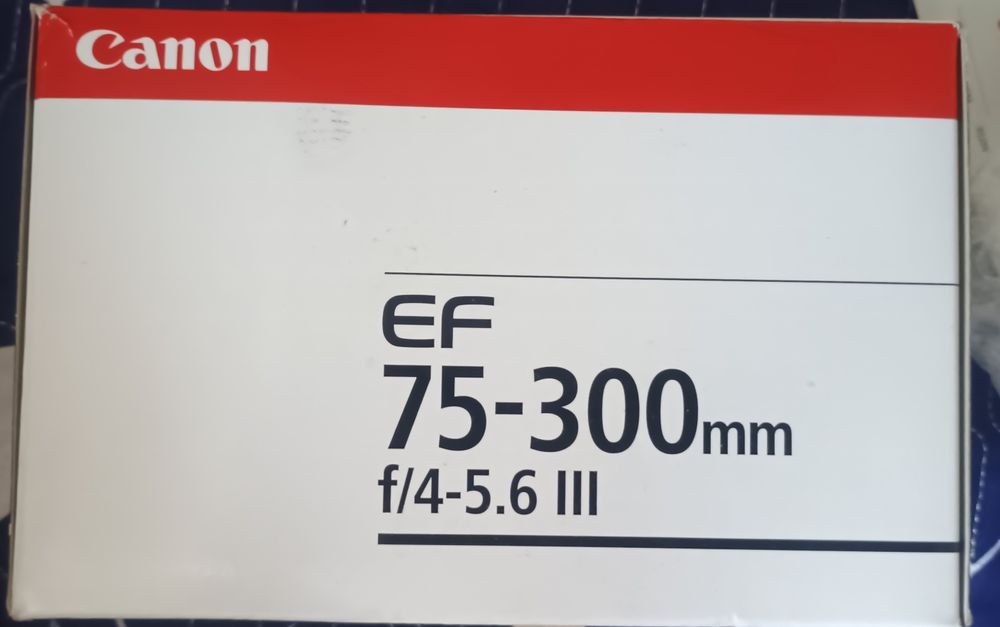 Canon
EF
75-300mm
f/4-5.6 III